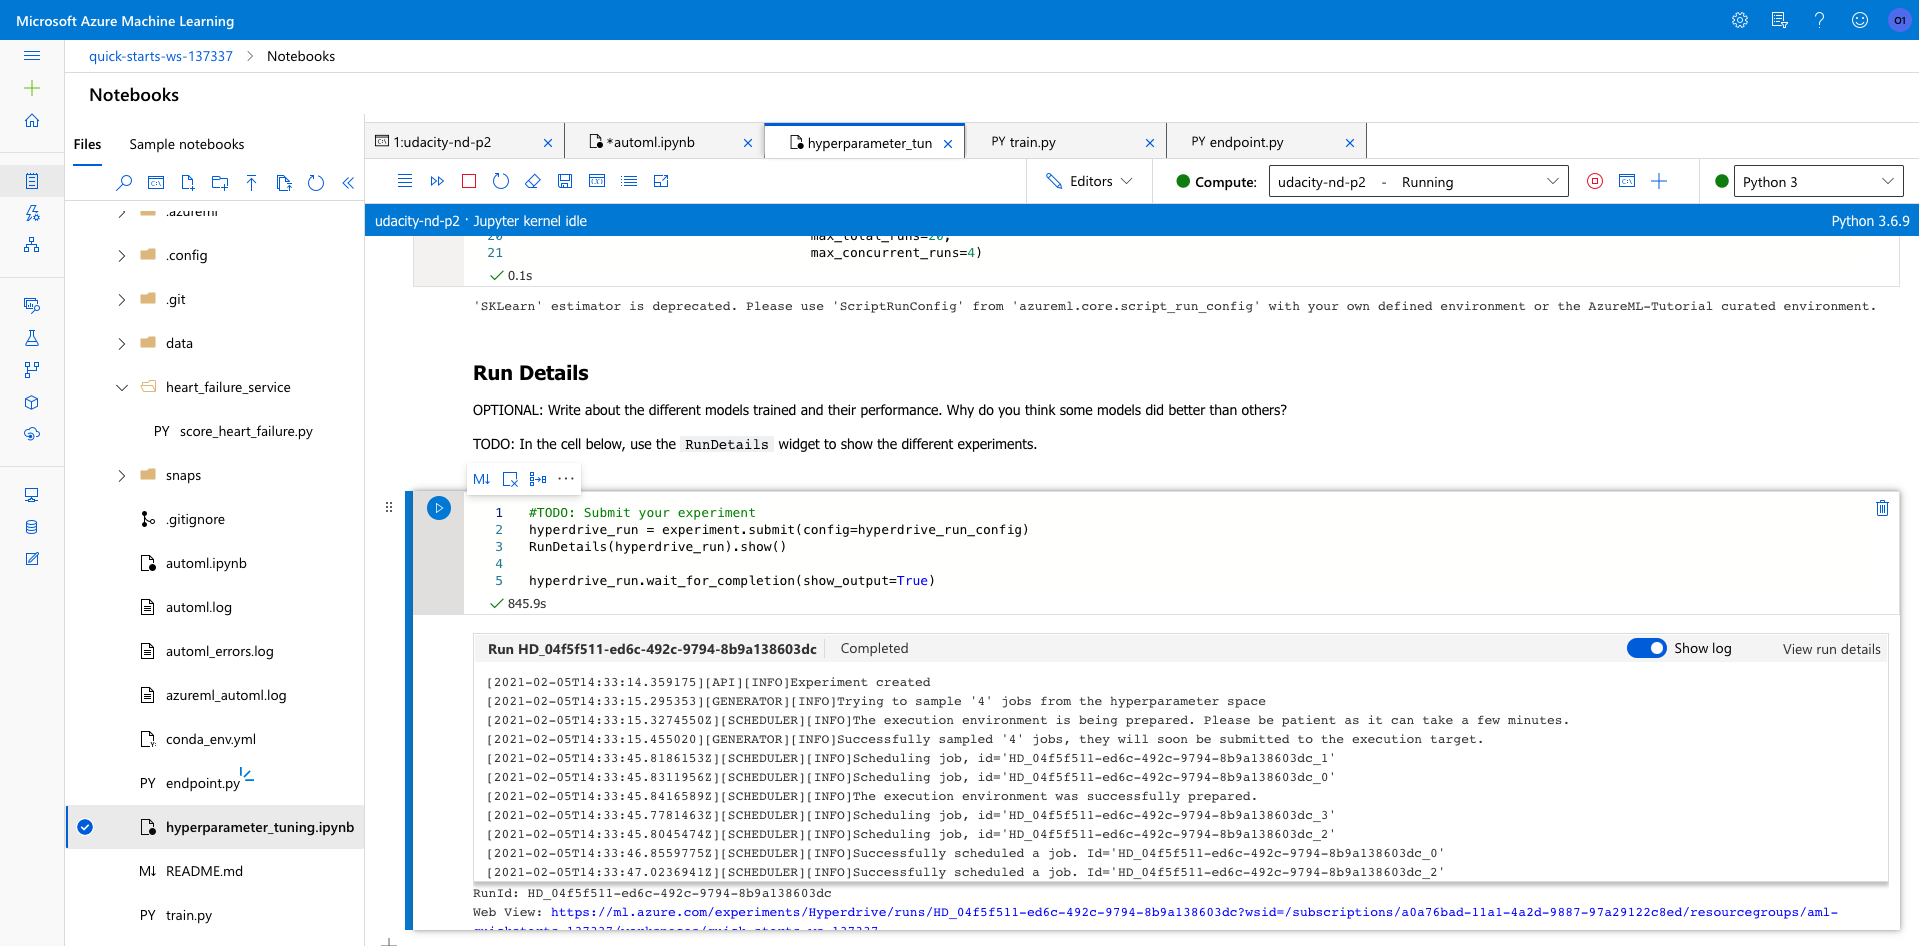 Microsoft Azure Machine Learning
O1
quick-starts-ws-137337 > Notebooks
Notebooks
Files
Sample notebooks
.azureml
.config
.git
data
heart_failure_service
PY score_heart_failure.py
snaps
.gitignore
automl.ipynb
automl.log
automl_errors.log
azureml_automl.log
conda_env.yml
PY endpoint.py
hyperparameter_tuning.ipynb
M↓ README.md
PY train.py
1:udacity-nd-p2
*automl.ipynb
hyperparameter_tun
PY train.py
PY endpoint.py
Editors
Compute:
udacity-nd-p2 - Running
Python 3
udacity-nd-p2 · Jupyter kernel idle
Python 3.6.9
20 max_total_runs=20,
21 max_concurrent_runs=4)
0.1s
'SKLearn' estimator is deprecated. Please use 'ScriptRunConfig' from 'azureml.core.script_run_config' with your own defined environment or the AzureML-Tutorial curated environment.
Run Details
OPTIONAL: Write about the different models trained and their performance. Why do you think some models did better than others?
TODO: In the cell below, use the RunDetails widget to show the different experiments.
M↓
1 #TODO: Submit your experiment
2 hyperdrive_run = experiment.submit(config=hyperdrive_run_config)
3 RunDetails(hyperdrive_run).show()
4
5 hyperdrive_run.wait_for_completion(show_output=True)
845.9s
Run HD_04f5f511-ed6c-492c-9794-8b9a138603dc
Completed
Show log
View run details
[2021-02-05T14:33:14.359175][API][INFO]Experiment created
[2021-02-05T14:33:15.295353][GENERATOR][INFO]Trying to sample '4' jobs from the hyperparameter space
[2021-02-05T14:33:15.3274550Z][SCHEDULER][INFO]The execution environment is being prepared. Please be patient as it can take a few minutes.
[2021-02-05T14:33:15.455020][GENERATOR][INFO]Successfully sampled '4' jobs, they will soon be submitted to the execution target.
[2021-02-05T14:33:45.8186153Z][SCHEDULER][INFO]Scheduling job, id='HD_04f5f511-ed6c-492c-9794-8b9a138603dc_1'
[2021-02-05T14:33:45.8311956Z][SCHEDULER][INFO]Scheduling job, id='HD_04f5f511-ed6c-492c-9794-8b9a138603dc_0'
[2021-02-05T14:33:45.8416589Z][SCHEDULER][INFO]The execution environment was successfully prepared.
[2021-02-05T14:33:45.7781463Z][SCHEDULER][INFO]Scheduling job, id='HD_04f5f511-ed6c-492c-9794-8b9a138603dc_3'
[2021-02-05T14:33:45.8045474Z][SCHEDULER][INFO]Scheduling job, id='HD_04f5f511-ed6c-492c-9794-8b9a138603dc_2'
[2021-02-05T14:33:46.8559775Z][SCHEDULER][INFO]Successfully scheduled a job. Id='HD_04f5f511-ed6c-492c-9794-8b9a138603dc_0'
[2021-02-05T14:33:47.0236941Z][SCHEDULER][INFO]Successfully scheduled a job. Id='HD_04f5f511-ed6c-492c-9794-8b9a138603dc_2'
RunId: HD_04f5f511-ed6c-492c-9794-8b9a138603dc
Web View: https://ml.azure.com/experiments/Hyperdrive/runs/HD_04f5f511-ed6c-492c-9794-8b9a138603dc?wsid=/subscriptions/a0a76bad-11a1-4a2d-9887-97a29122c8ed/resourcegroups/aml-
quickstarts-137337/workspaces/quick-starts-ws-137337